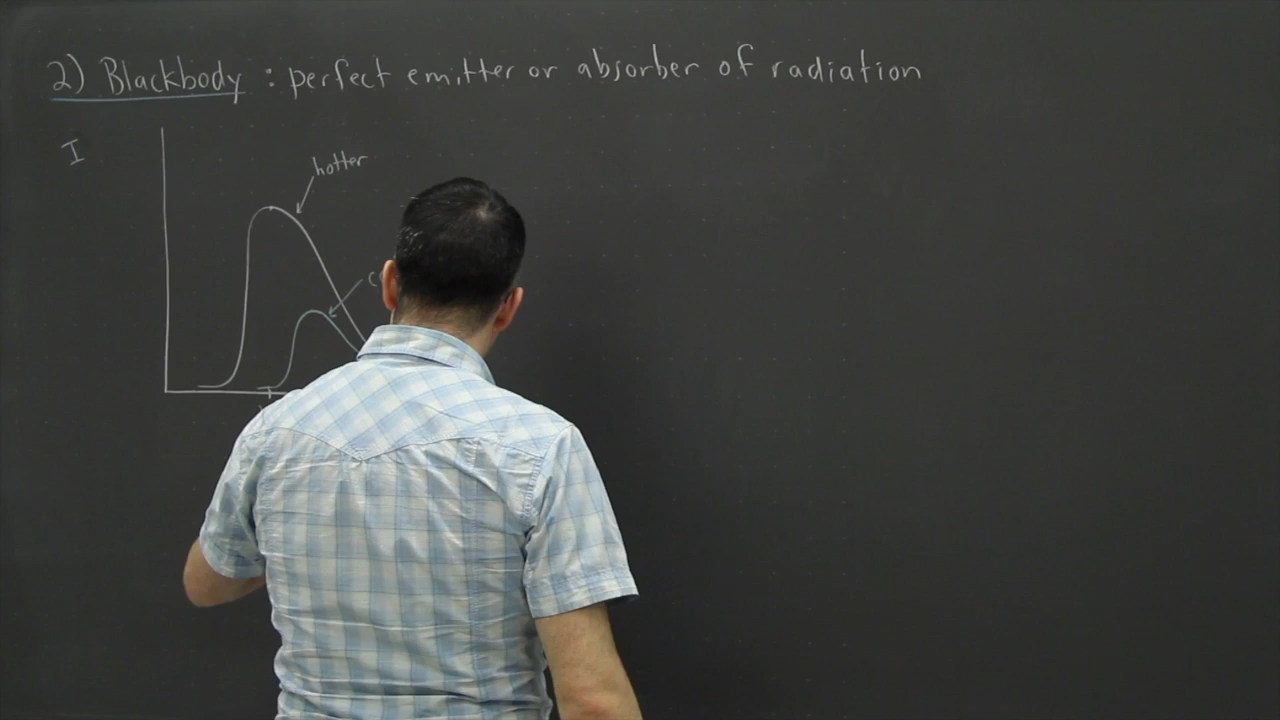 2) Blackbody : perfect emitter or absorber of radiation
I
hotter